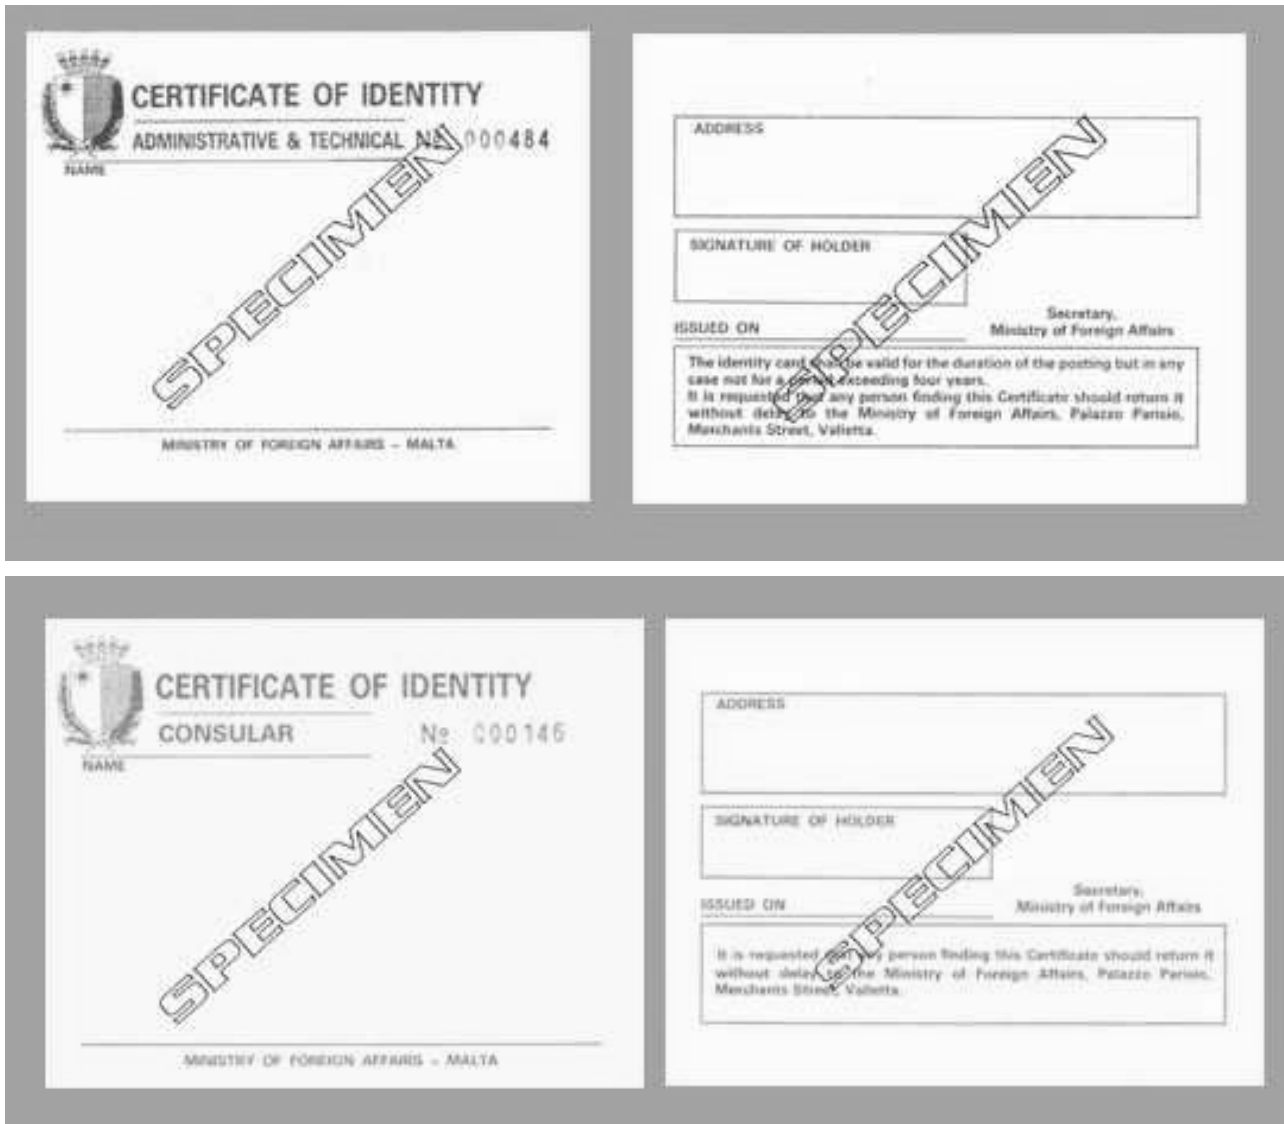 CERTIFICATE OF IDENTITY
ADMINISTRATIVE & TECHNICAL Nº 000484
NAME
SPECIMEN
MINISTRY OF FOREIGN AFFAIRS – MALTA
ADDRESS
SIGNATURE OF HOLDER
SPECIMEN
ISSUED ON
Secretary,
Ministry of Foreign Affairs
The identity card shall be valid for the duration of the posting but in any
case not for a period exceeding four years.
It is requested that any person finding this Certificate should return it
without delay to the Ministry of Foreign Affairs, Palazzo Parisio,
Merchants Street, Valletta.
CERTIFICATE OF IDENTITY
CONSULAR Nº 000146
NAME
SPECIMEN
MINISTRY OF FOREIGN AFFAIRS – MALTA
ADDRESS
SIGNATURE OF HOLDER
SPECIMEN
ISSUED ON
Secretary,
Ministry of Foreign Affairs
It is requested that any person finding this Certificate should return it
without delay to the Ministry of Foreign Affairs, Palazzo Parisio,
Merchants Street, Valletta.